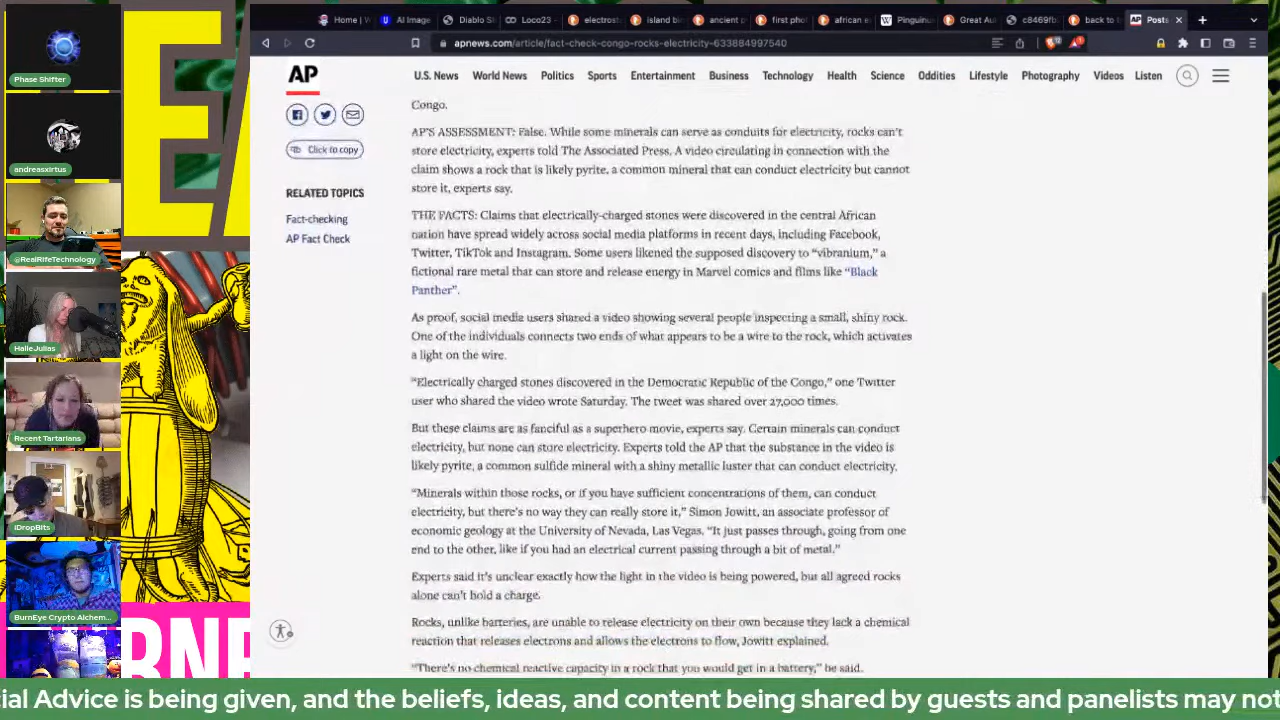 Phase Shifter
andreasxirtus
@RealRifeTechnology
HalleJulias
Recent Tartarians
iDropBits
BurnEye Crypto Alchem...
EA
RNE
Home | W
AI Image
Diablo S
Loco23 -
electrost
island bin
ancient p
first phot
african el
Pinguinu
Great Au
c8469fb
back to b
AP Posts
apnews.com/article/fact-check-congo-rocks-electricity-633884997540
AP
U.S. News World News Politics Sports Entertainment Business Technology Health Science Oddities Lifestyle Photography Videos Listen
Click to copy
RELATED TOPICS
Fact-checking
AP Fact Check
Congo.
AP'S ASSESSMENT: False. While some minerals can serve as conduits for electricity, rocks can't
store electricity, experts told The Associated Press. A video circulating in connection with the
claim shows a rock that is likely pyrite, a common mineral that can conduct electricity but cannot
store it, experts say.
THE FACTS: Claims that electrically-charged stones were discovered in the central African
nation have spread widely across social media platforms in recent days, including Facebook,
Twitter, TikTok and Instagram. Some users likened the supposed discovery to “vibranium,” a
fictional rare metal that can store and release energy in Marvel comics and films like “Black
Panther”.
As proof, social media users shared a video showing several people inspecting a small, shiny rock.
One of the individuals connects two ends of what appears to be a wire to the rock, which activates
a light on the wire.
“Electrically charged stones discovered in the Democratic Republic of the Congo,” one Twitter
user who shared the video wrote Saturday. The tweet was shared over 27,000 times.
But these claims are as fanciful as a superhero movie, experts say. Certain minerals can conduct
electricity, but none can store electricity. Experts told the AP that the substance in the video is
likely pyrite, a common sulfide mineral with a shiny metallic luster that can conduct electricity.
“Minerals within those rocks, or if you have sufficient concentrations of them, can conduct
electricity, but there's no way they can really store it,” Simon Jowitt, an associate professor of
economic geology at the University of Nevada, Las Vegas. “It just passes through, going from one
end to the other, like if you had an electrical current passing through a bit of metal.”
Experts said it's unclear exactly how the light in the video is being powered, but all agreed rocks
alone can't hold a charge.
Rocks, unlike batteries, are unable to release electricity on their own because they lack a chemical
reaction that releases electrons and allows the electrons to flow, Jowitt explained.
“There's no chemical reactive capacity in a rock that you would get in a battery,” he said.
cial Advice is being given, and the beliefs, ideas, and content being shared by guests and panelists may not